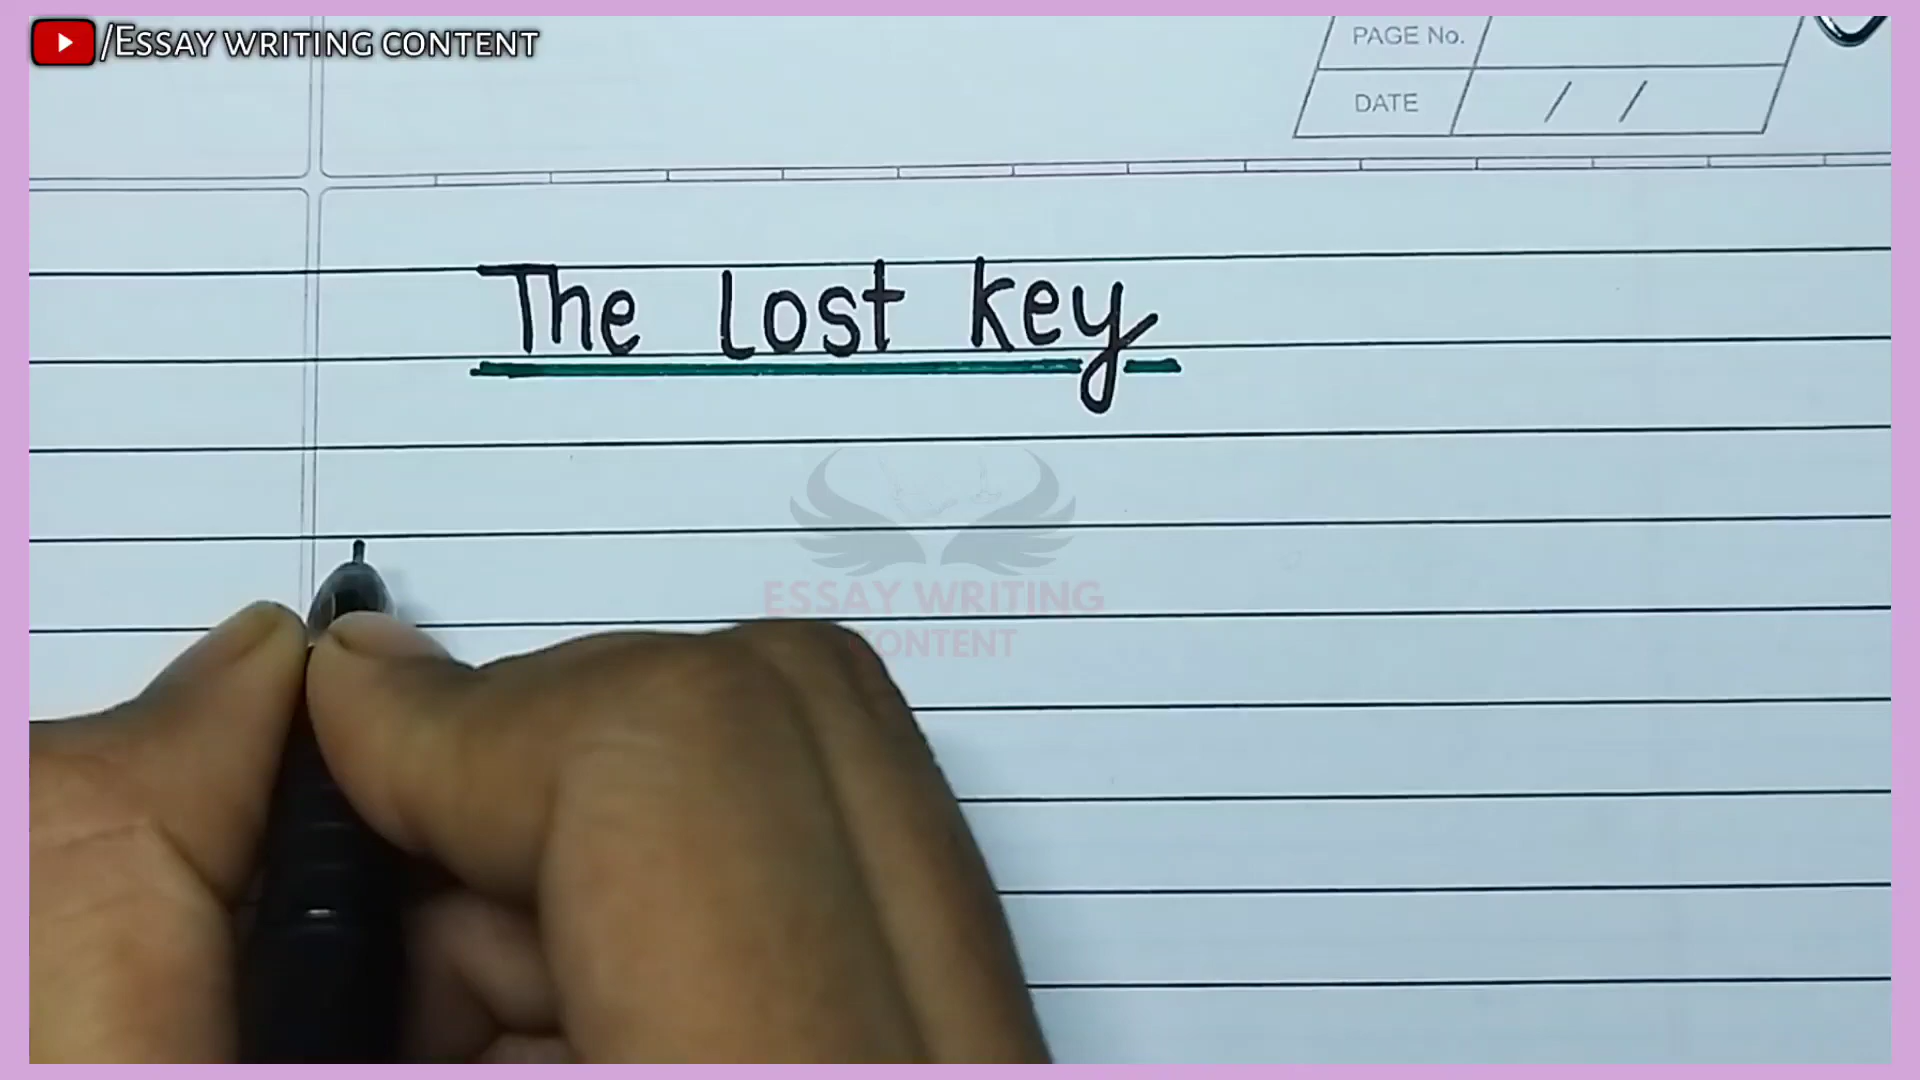 /ESSAY WRITING CONTENT
PAGE No.
DATE / /
The Lost key
ESSAY WRITING
CONTENT